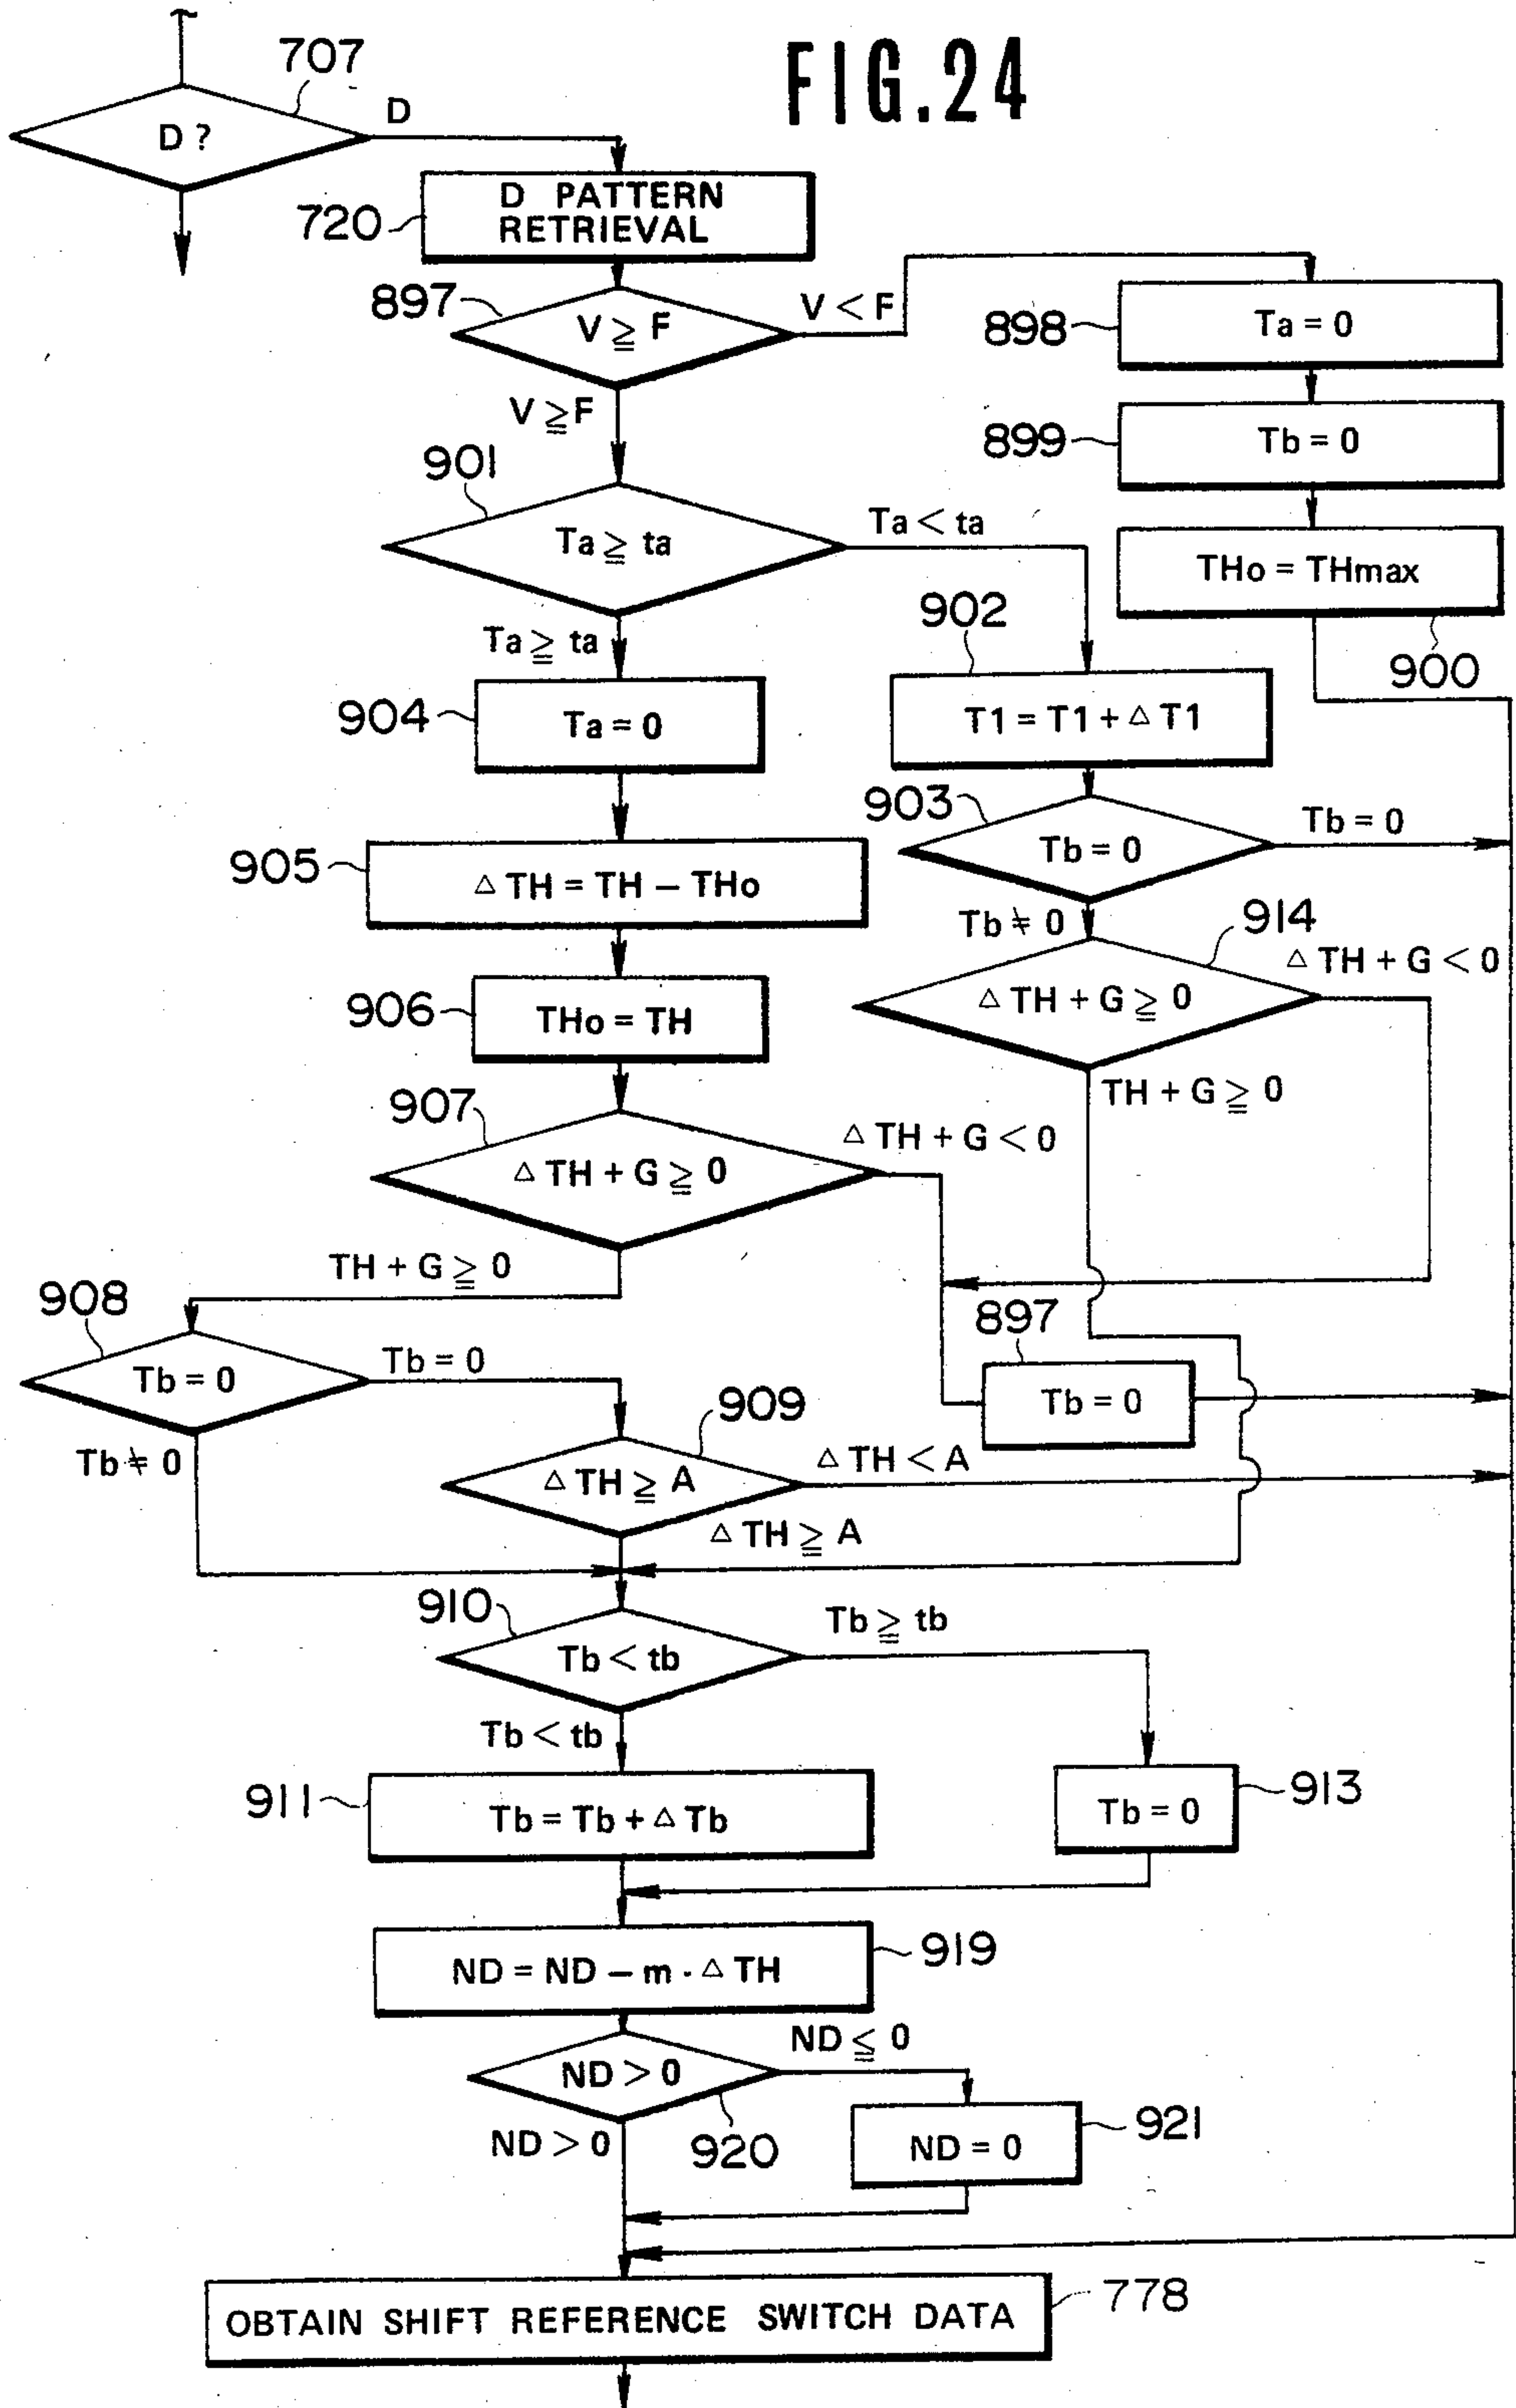 FIG.24
707
D ?
D
D PATTERN
RETRIEVAL
720
897
V ≧ F
V < F
V ≧ F
898
Ta = 0
899
Tb = 0
THo = THmax
900
901
Ta ≧ ta
Ta < ta
Ta ≧ ta
902
T1 = T1 + △ T1
904
Ta = 0
903
Tb = 0
Tb = 0
Tb ≠ 0
905
△ TH = TH − THo
914
△ TH + G ≧ 0
△ TH + G < 0
TH + G ≧ 0
906
THo = TH
907
△ TH + G ≧ 0
△ TH + G < 0
TH + G ≧ 0
908
Tb = 0
Tb = 0
Tb ≠ 0
897
Tb = 0
909
△ TH ≧ A
△ TH < A
△ TH ≧ A
910
Tb < tb
Tb ≧ tb
Tb < tb
911
Tb = Tb + △ Tb
913
Tb = 0
919
ND = ND − m · △ TH
ND > 0
ND ≦ 0
ND > 0
920
921
ND = 0
778
OBTAIN SHIFT REFERENCE SWITCH DATA